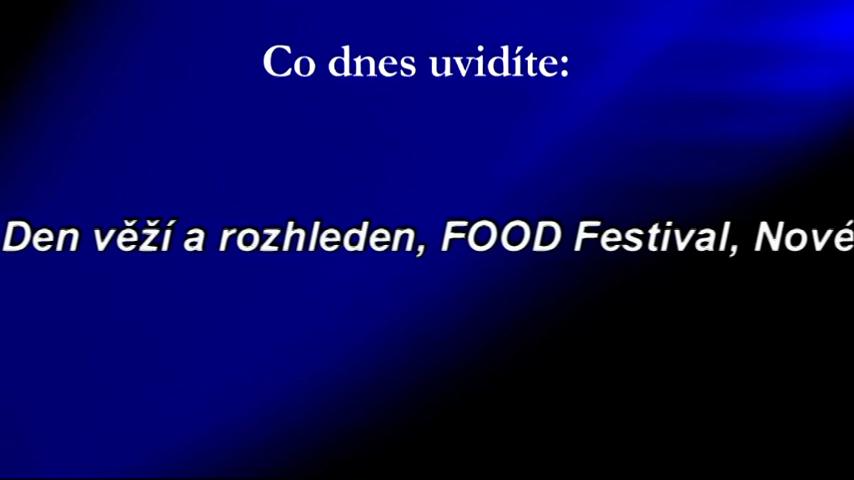 Co dnes uvidíte:
Den věží a rozhleden, FOOD Festival, Nové